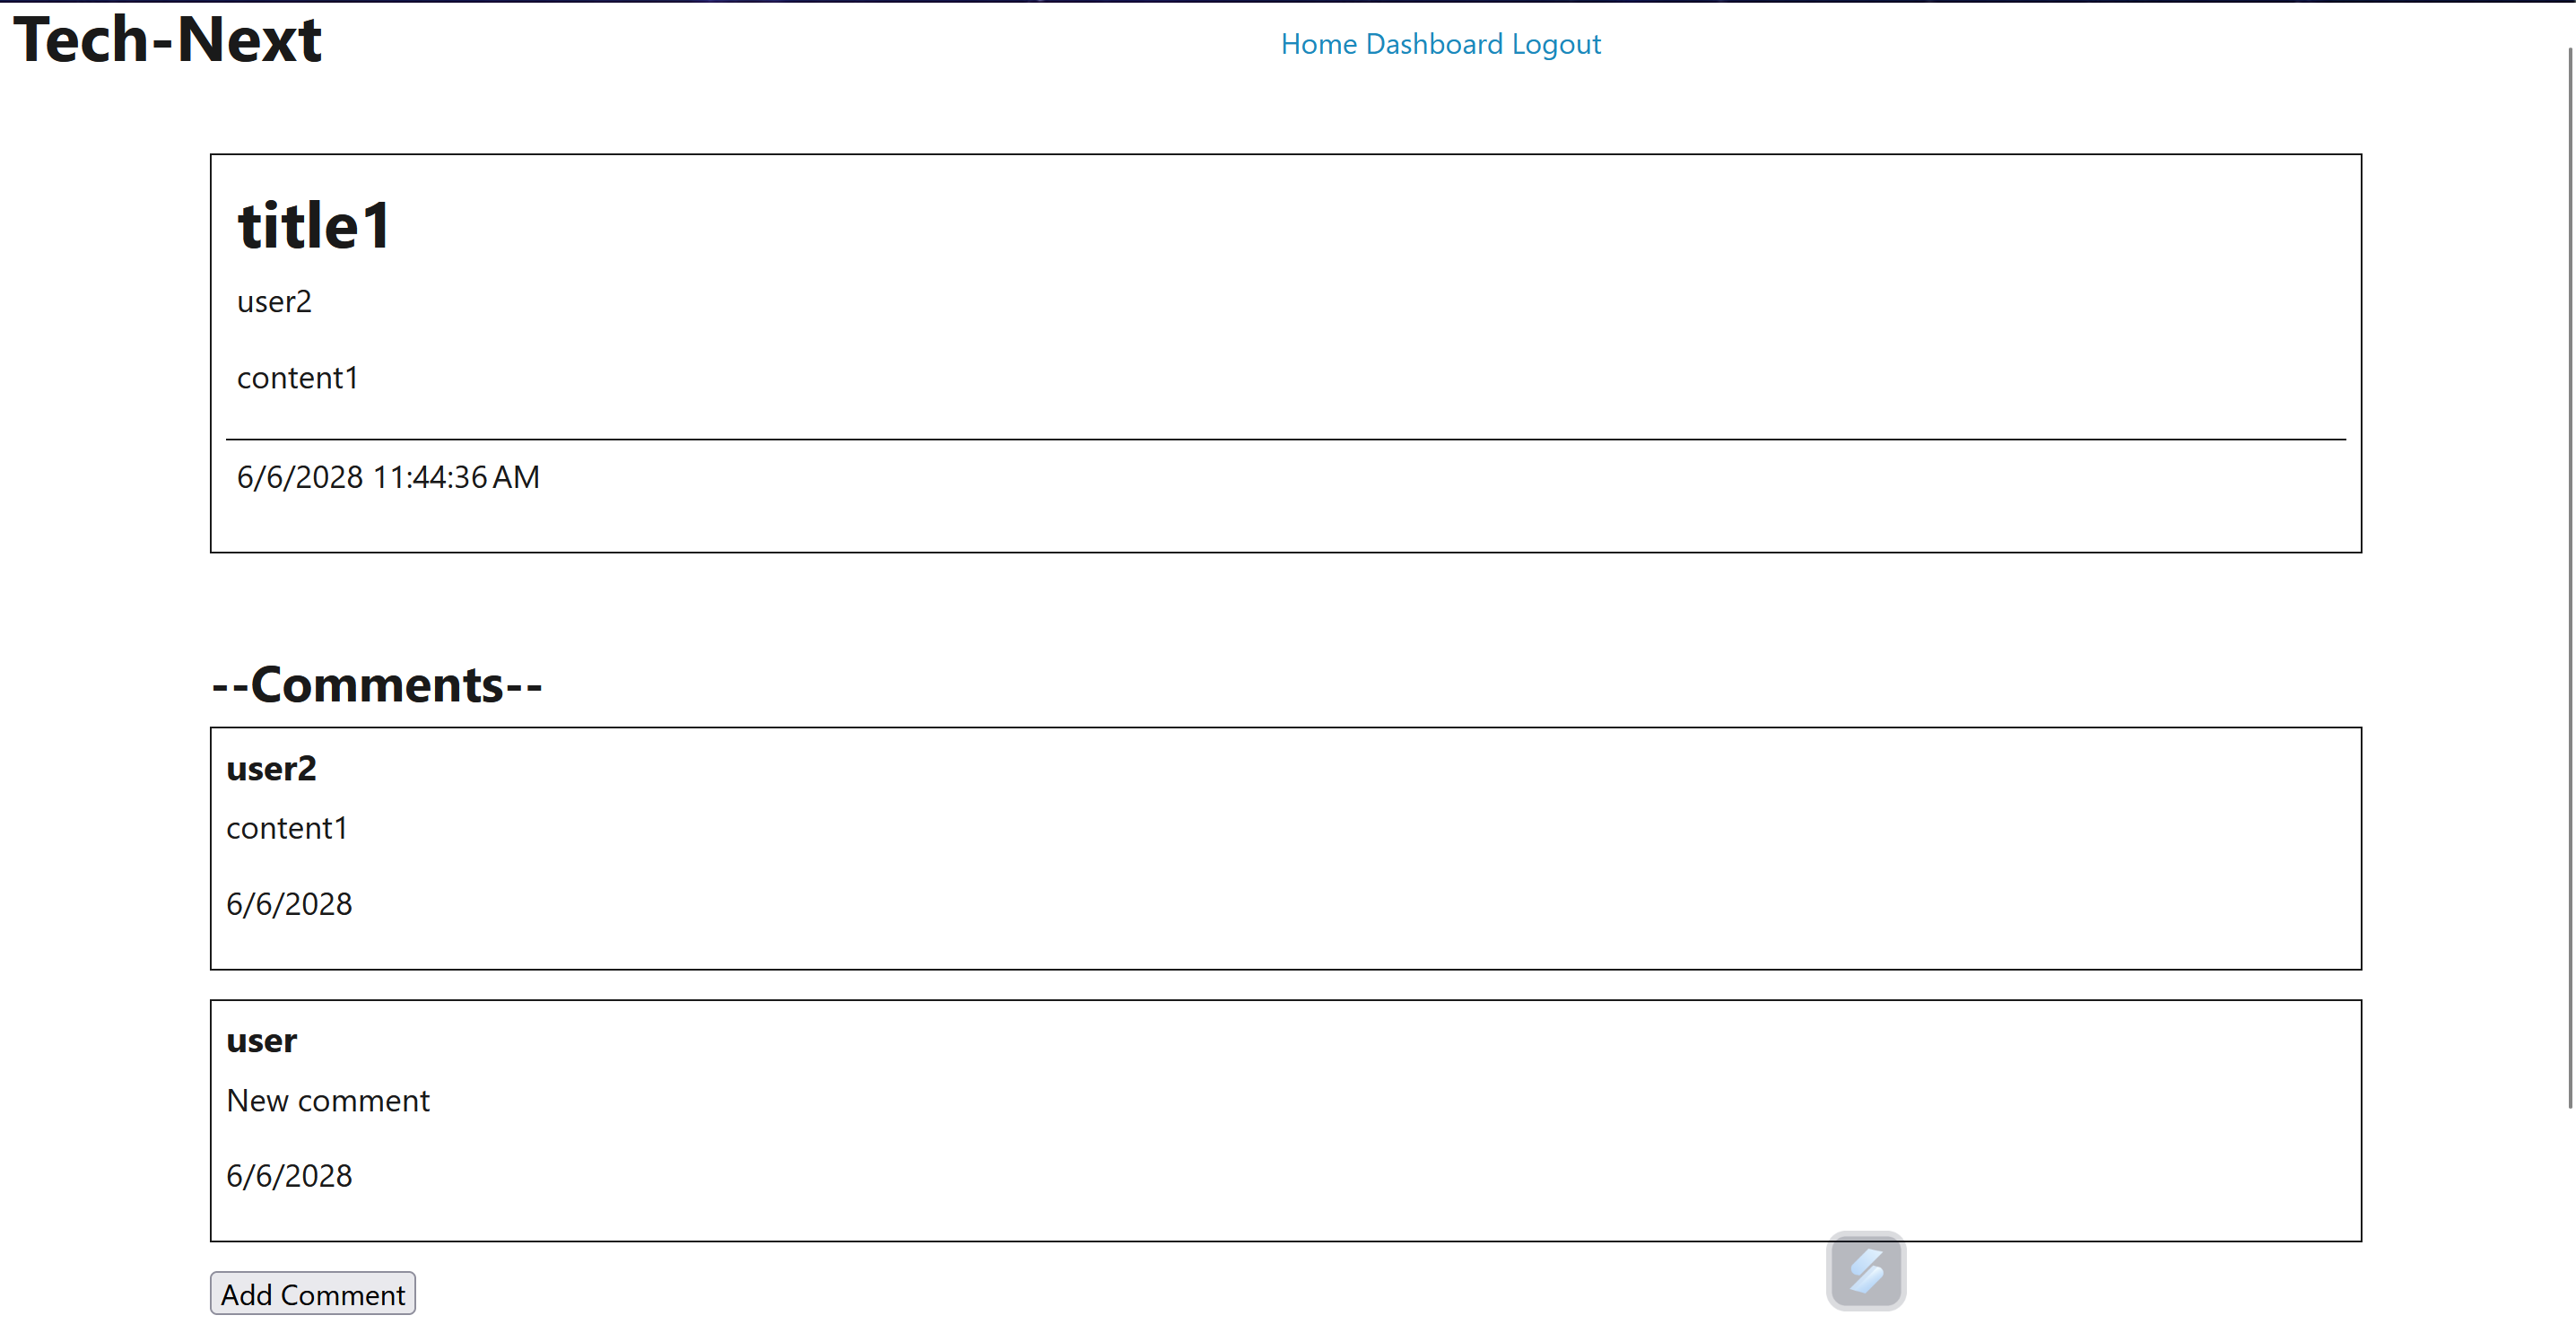 Tech-Next
Home Dashboard Logout
title1
user2
content1
6/6/2028 11:44:36 AM
--Comments--
user2
content1
6/6/2028
user
New comment
6/6/2028
Add Comment